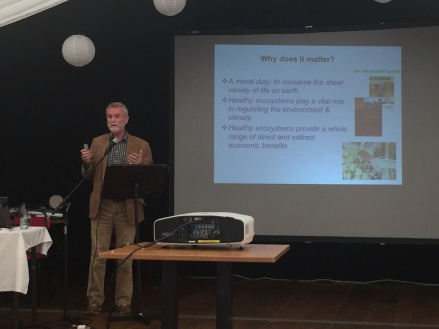 Why does it matter?
❖A moral duty: to conserve the sheer
variety of life on earth
❖Healthy ecosystems play a vital role
in regulating the environment &
climate
❖Healthy ecosystems provide a whole
range of direct and indirect
economic benefits